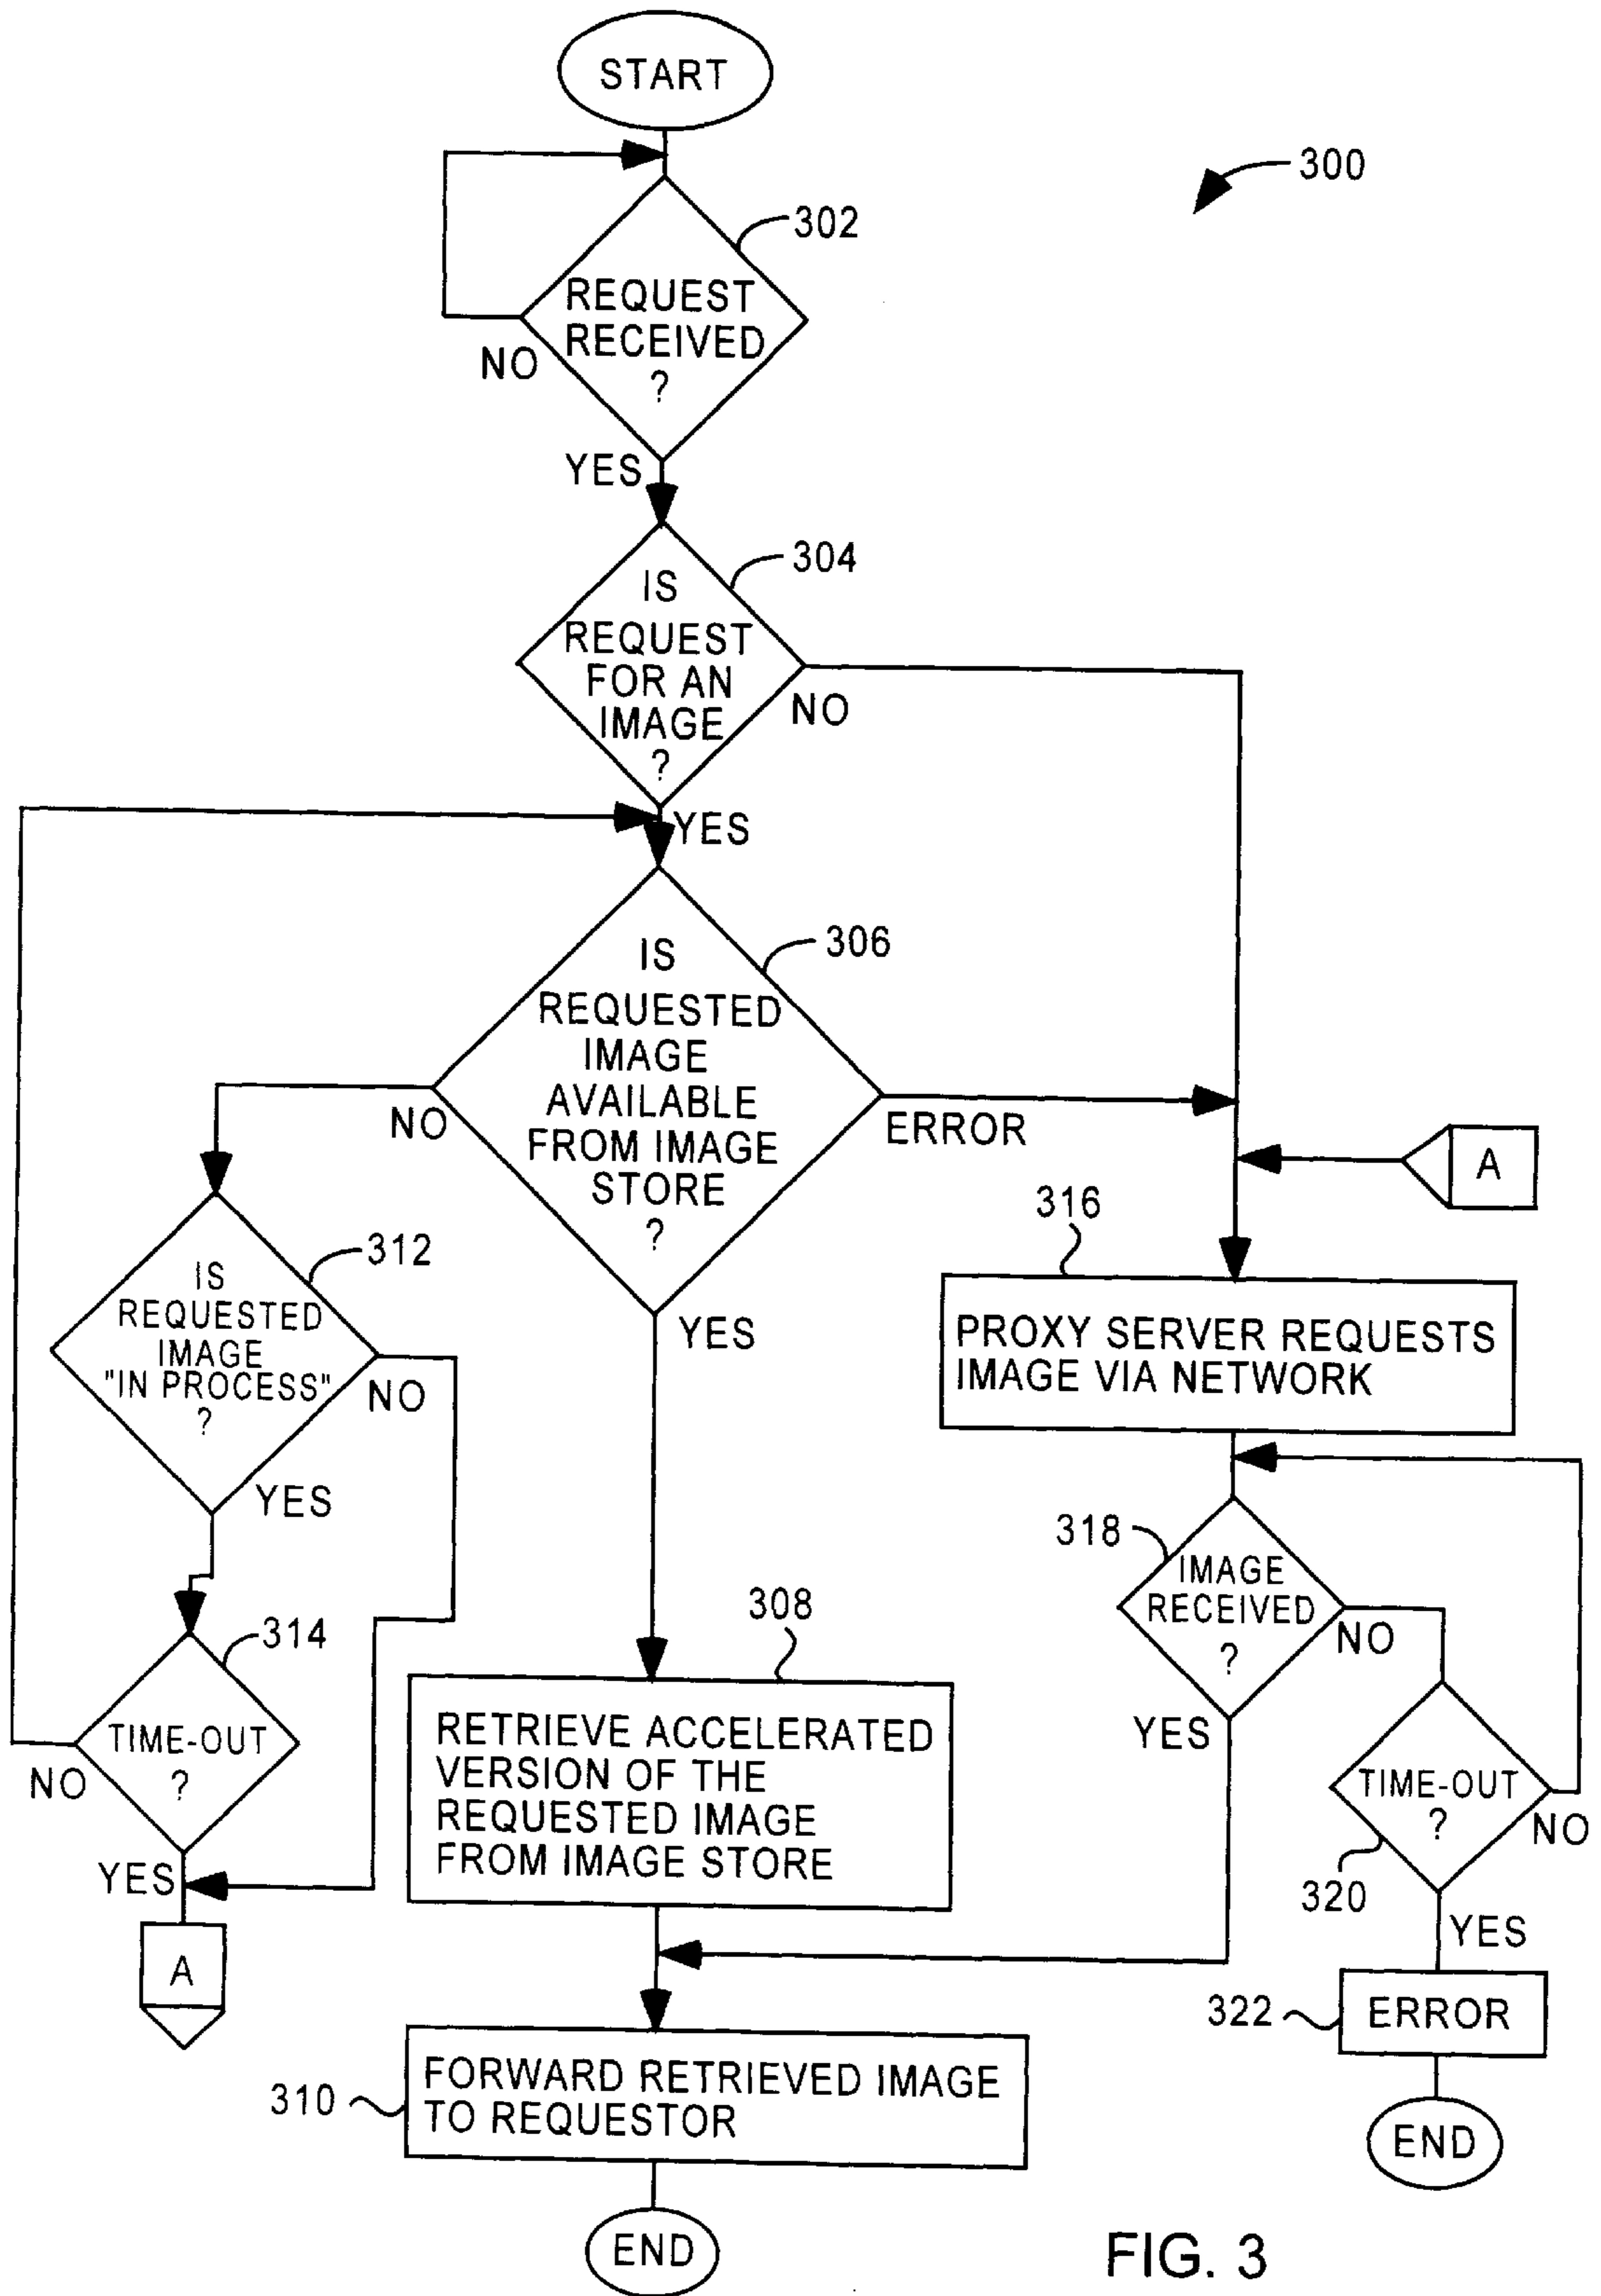 START
300
302
REQUEST
RECEIVED
?
NO
YES
304
IS
REQUEST
FOR AN
IMAGE
?
NO
YES
306
IS
REQUESTED
IMAGE
AVAILABLE
FROM IMAGE
STORE
?
NO
ERROR
YES
A
312
IS
REQUESTED
IMAGE
"IN PROCESS"
?
NO
YES
316
PROXY SERVER REQUESTS
IMAGE VIA NETWORK
318
IMAGE
RECEIVED
?
NO
YES
314
TIME-OUT
?
NO
YES
A
308
RETRIEVE ACCELERATED
VERSION OF THE
REQUESTED IMAGE
FROM IMAGE STORE
TIME-OUT
?
NO
320
YES
322
ERROR
END
310
FORWARD RETRIEVED IMAGE
TO REQUESTOR
END
FIG. 3